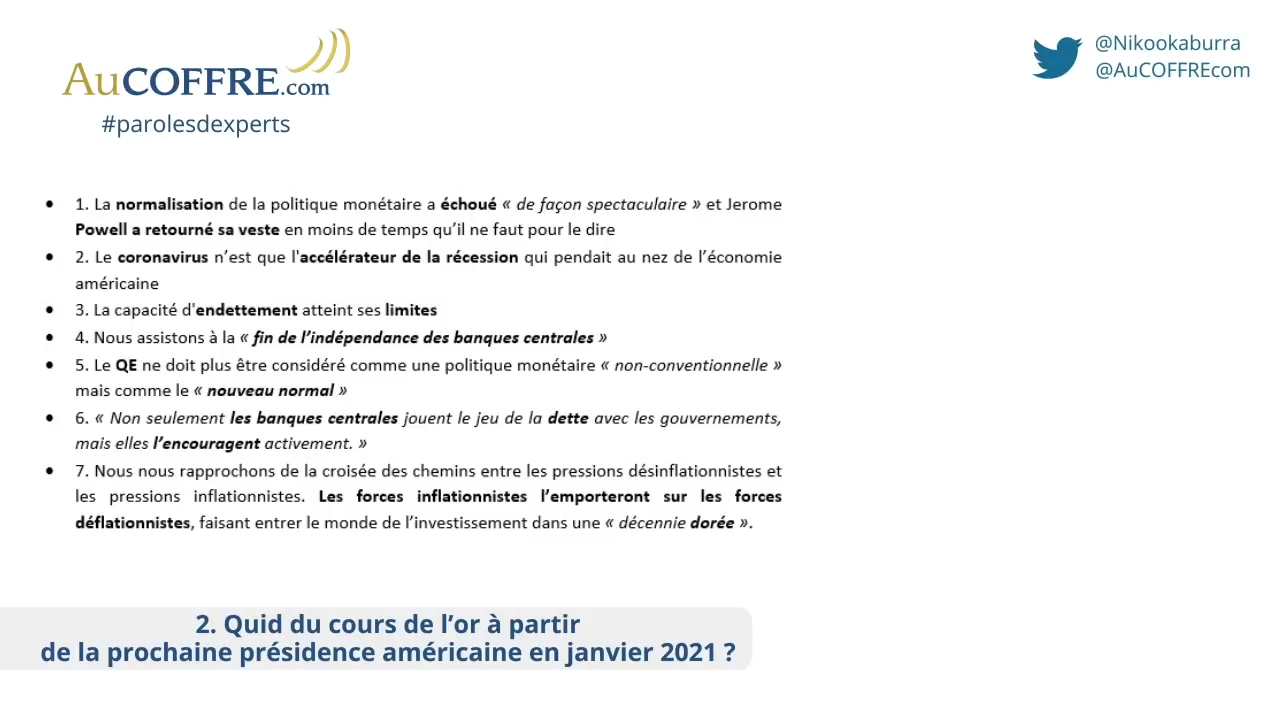 AuCOFFRE.com
#parolesdexperts
@Nikookaburra
@AuCOFFREcom
• 1. La normalisation de la politique monétaire a échoué « de façon spectaculaire » et Jerome
Powell a retourné sa veste en moins de temps qu’il ne faut pour le dire
• 2. Le coronavirus n’est que l'accélérateur de la récession qui pendait au nez de l’économie
américaine
• 3. La capacité d'endettement atteint ses limites
• 4. Nous assistons à la « fin de l’indépendance des banques centrales »
• 5. Le QE ne doit plus être considéré comme une politique monétaire « non-conventionnelle »
mais comme le « nouveau normal »
• 6. « Non seulement les banques centrales jouent le jeu de la dette avec les gouvernements,
mais elles l’encouragent activement. »
• 7. Nous nous rapprochons de la croisée des chemins entre les pressions désinflationnistes et
les pressions inflationnistes. Les forces inflationnistes l’emporteront sur les forces
déflationnistes, faisant entrer le monde de l’investissement dans une « décennie dorée ».
2. Quid du cours de l’or à partir
de la prochaine présidence américaine en janvier 2021 ?